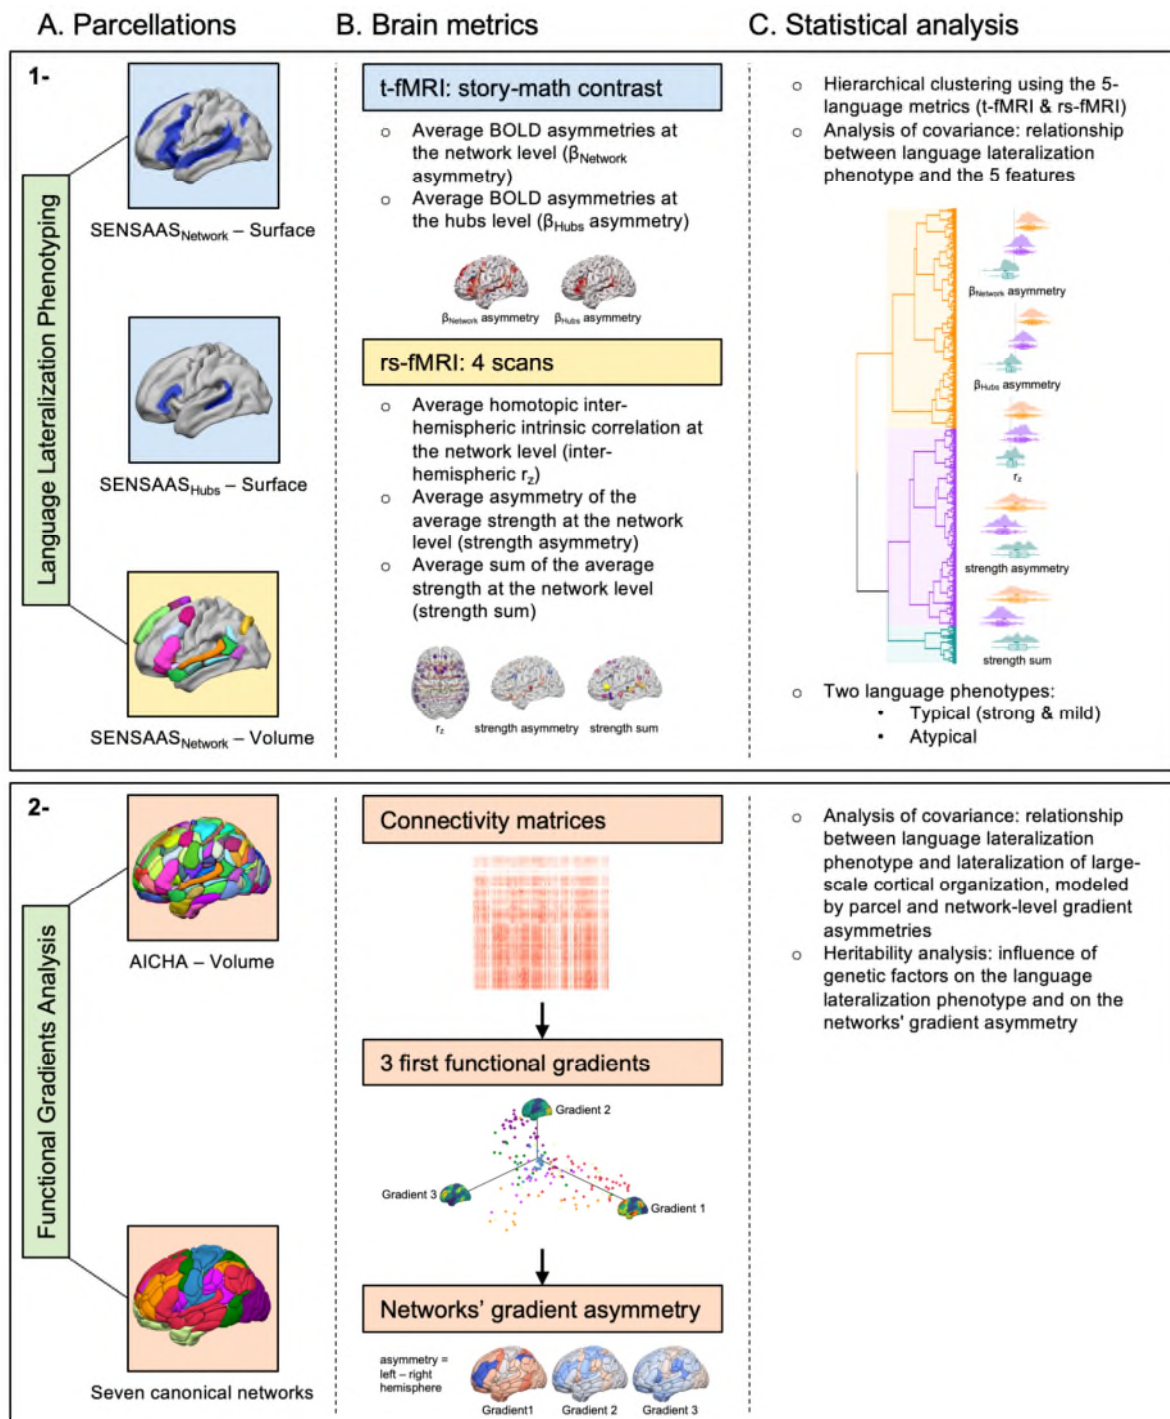 A. Parcellations
B. Brain metrics
C. Statistical analysis
1-
Language Lateralization Phenotyping
SENSAAS_Network – Surface
SENSAAS_Hubs – Surface
SENSAAS_Network – Volume
t-fMRI: story-math contrast
○ Average BOLD asymmetries at
the network level (β_Network
asymmetry)
○ Average BOLD asymmetries at
the hubs level (β_Hubs asymmetry)
β_Network asymmetry
β_Hubs asymmetry
rs-fMRI: 4 scans
○ Average homotopic inter-
hemispheric intrinsic correlation at
the network level (inter-
hemispheric r_z)
○ Average asymmetry of the
average strength at the network
level (strength asymmetry)
○ Average sum of the average
strength at the network level
(strength sum)
r_z
strength asymmetry
strength sum
○ Hierarchical clustering using the 5-
language metrics (t-fMRI & rs-fMRI)
○ Analysis of covariance: relationship
between language lateralization
phenotype and the 5 features
β_Network asymmetry
β_Hubs asymmetry
r_z
strength asymmetry
strength sum
○ Two language phenotypes:
▪ Typical (strong & mild)
▪ Atypical
2-
Functional Gradients Analysis
AICHA – Volume
Seven canonical networks
Connectivity matrices
3 first functional gradients
Gradient 2
Gradient 3
Gradient 1
Networks' gradient asymmetry
asymmetry =
left – right
hemisphere
Gradient1
Gradient 2
Gradient 3
○ Analysis of covariance: relationship
between language lateralization
phenotype and lateralization of large-
scale cortical organization, modeled
by parcel and network-level gradient
asymmetries
○ Heritability analysis: influence of
genetic factors on the language
lateralization phenotype and on the
networks' gradient asymmetry